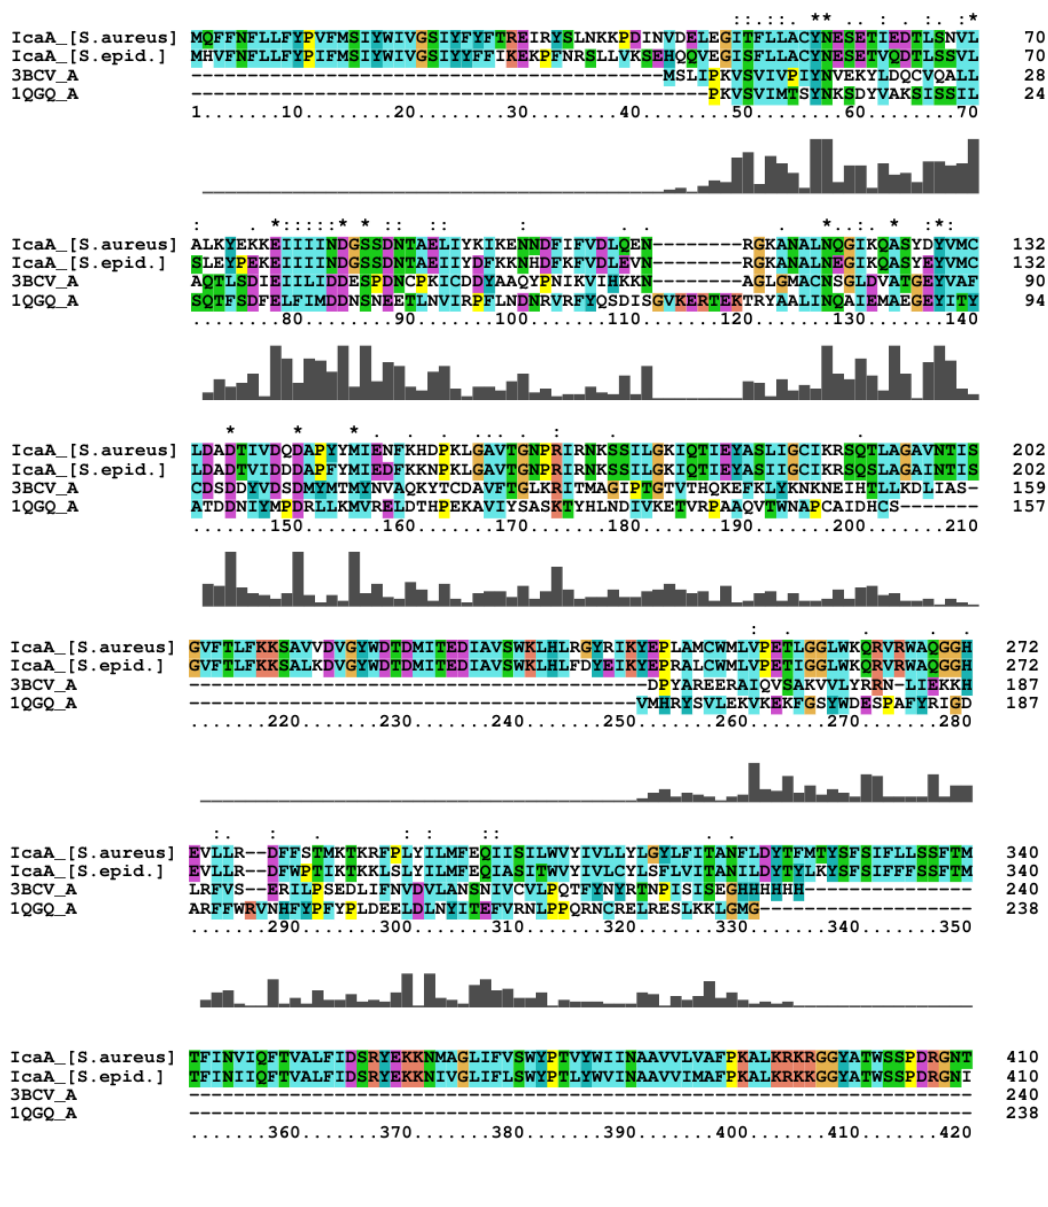 ::.::. ** .. : . :. :*
IcaA_[S.aureus] MQFFNFLLFYPVFMSIYWIVGSIYFYFTREIRYSLNKKPDINVDELEGITFLLACYNESETIEDTLSNVL 70
IcaA_[S.epid.] MHVFNFLLFYPIFMSIYWIVGSIYYFFIKEKPFNRSLLVKSEHQQVEGISFLLACYNESETVQDTLSSVL 70
3BCV_A ------------------------------------------MSLIPKVSVIVPIYNVEKYLDQCVQALL 28
1QGQ_A ----------------------------------------------PKVSVIMTSYNKSDYVAKSISSIL 24
1.......10........20........30........40........50........60........70
: . *:::::* * :: :: : . * : . * :*:
IcaA_[S.aureus] ALKYEKKEIIIINDGSSDNTAELIYKIKENNDFIFVDLQEN--------RGKANALNQGIKQASYDYVMC 132
IcaA_[S.epid.] SLEYPEKEIIIINDGSSDNTAEIIYDFKKNHDFKFVDLEVN--------RGKANALNEGIKQASYEYVMC 132
3BCV_A AQTLSDIEIILIDDESPDNCPKICDDYAAQYPNIKVIHKKN--------AGLGMACNSGLDVATGEYVAF 90
1QGQ_A SQTFSDFELFIMDDNSNEETLNVIRPFLNDNRVRFYQSDISGVKERTEKTRYAALINQAIEMAEGEYITY 94
........80........90.......100.......110.......120.......130.......140
* * * . . . ... . . : . .
IcaA_[S.aureus] LDADTIVDQDAPYYMIENFKHDPKLGAVTGNPRIRNKSSILGKIQTIEYASLIGCIKRSQTLAGAVNTIS 202
IcaA_[S.epid.] LDADTVIDDDAPFYMIEDFKKNPKLGAVTGNPRIRNKSSILGKIQTIEYASIIGCIKRSQSLAGAINTIS 202
3BCV_A CDSDDYVDSDMYMTMYNVAQKYTCDAVFTGLKRITMAGIPTGTVTHQKEFKLYKNKNEIHTLLKDLIAS- 159
1QGQ_A ATDDNIYMPDRLLKMVRELDTHPEKAVIYSASKTYHLNDIVKETVRPAAQVTWNAPCAIDHCS------- 157
.......150.......160.......170.......180.......190.......200.......210
: . . . .
IcaA_[S.aureus] GVFTLFKKSAVVDVGYWDTDMITEDIAVSWKLHLRGYRIKYEPLAMCWMLVPETLGGLWKQRVRWAQGGH 272
IcaA_[S.epid.] GVFTLFKKSALKDVGYWDTDMITEDIAVSWKLHLFDYEIKYEPRALCWMLVPETIGGLWKQRVRWAQGGH 272
3BCV_A -----------------------------------------DPYAREERAIQVSAKVVLYRRN-LIEKKH 187
1QGQ_A ----------------------------------------VMHRYSVLEKVKEKFGSYWDESPAFYRIGD 187
.......220.......230.......240.......250.......260.......270.......280
:. : . : : :: . .
IcaA_[S.aureus] EVLLR--DFFSTMKTKRFPLYILMFEQIISILWVYIVLLYLGYLFITANFLDYTFMTYSFSIFLLSSFTM 340
IcaA_[S.epid.] EVLLR--DFWPTIKTKKLSLYILMFEQIASITWVYIVLCYLSFLVITANILDYTYLKYSFSIFFFSSFTM 340
3BCV_A LRFVS--ERILPSEDLIFNVDVLANSNIVCVLPQTFYNYRTNPISISEGHHHHHH--------------- 240
1QGQ_A ARFFWRVNHFYPFYPLDEELDLNYITEFVRNLPPQRNCRELRESLKKLGMG------------------- 238
.......290.......300.......310.......320.......330.......340.......350
IcaA_[S.aureus] TFINVIQFTVALFIDSRYEKKNMAGLIFVSWYPTVYWIINAAVVLVAFPKALKRKRGGYATWSSPDRGNT 410
IcaA_[S.epid.] TFINIIQFTVALFIDSRYEKKNIVGLIFLSWYPTLYWVINAAVVIMAFPKALKRKKGGYATWSSPDRGNI 410
3BCV_A ---------------------------------------------------------------------- 240
1QGQ_A ---------------------------------------------------------------------- 238
.......360.......370.......380.......390.......400.......410.......420